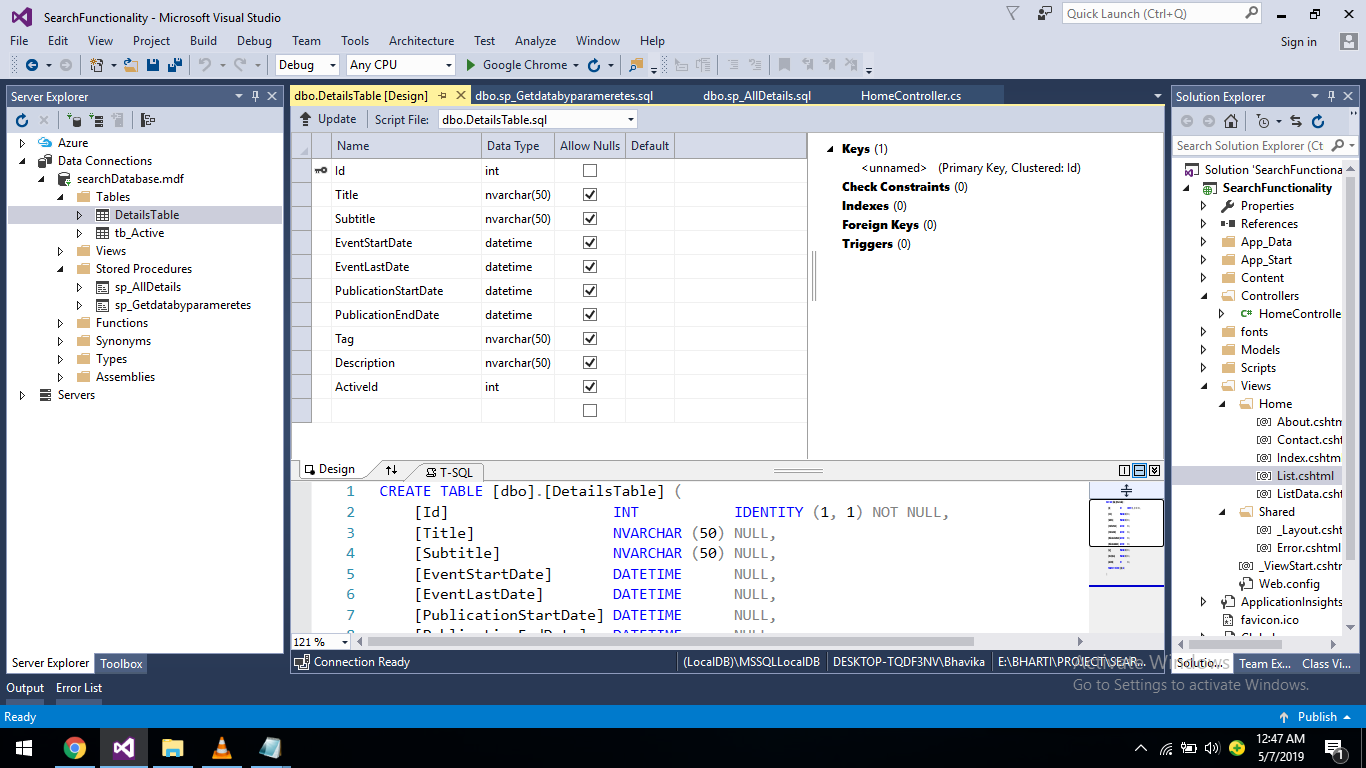 SearchFunctionality - Microsoft Visual Studio
Quick Launch (Ctrl+Q)
File Edit View Project Build Debug Team Tools Architecture Test Analyze Window Help
Sign in
Debug Any CPU Google Chrome
Server Explorer
Azure
Data Connections
searchDatabase.mdf
Tables
DetailsTable
tb_Active
Views
Stored Procedures
sp_AllDetails
sp_Getdatabyparameretes
Functions
Synonyms
Types
Assemblies
Servers
Server Explorer Toolbox
dbo.DetailsTable [Design] dbo.sp_Getdatabyparameretes.sql dbo.sp_AllDetails.sql HomeController.cs
Update Script File: dbo.DetailsTable.sql
Name Data Type Allow Nulls Default
Id int
Title nvarchar(50)
Subtitle nvarchar(50)
EventStartDate datetime
EventLastDate datetime
PublicationStartDate datetime
PublicationEndDate datetime
Tag nvarchar(50)
Description nvarchar(50)
ActiveId int
Keys (1)
<unnamed> (Primary Key, Clustered: Id)
Check Constraints (0)
Indexes (0)
Foreign Keys (0)
Triggers (0)
Design T-SQL
1 CREATE TABLE [dbo].[DetailsTable] (
2 [Id] INT IDENTITY (1, 1) NOT NULL,
3 [Title] NVARCHAR (50) NULL,
4 [Subtitle] NVARCHAR (50) NULL,
5 [EventStartDate] DATETIME NULL,
6 [EventLastDate] DATETIME NULL,
7 [PublicationStartDate] DATETIME NULL,
121 %
Connection Ready (LocalDB)\MSSQLLocalDB DESKTOP-TQDF3NV\Bhavika E:\BHARTI\PROJECT\SEAR...
Solution Explorer
Search Solution Explorer (Ct
Solution 'SearchFunctiona
SearchFunctionality
Properties
References
App_Data
App_Start
Content
Controllers
HomeControlle
fonts
Models
Scripts
Views
Home
About.cshtm
Contact.csht
Index.cshtm
List.cshtml
ListData.csht
Shared
_Layout.csht
Error.cshtml
_ViewStart.cshtm
Web.config
ApplicationInsights
favicon.ico
Solution... Team Ex... Class Vi...
Activate Windows
Go to Settings to activate Windows.
Output Error List
Ready
Publish
12:47 AM
5/7/2019
1